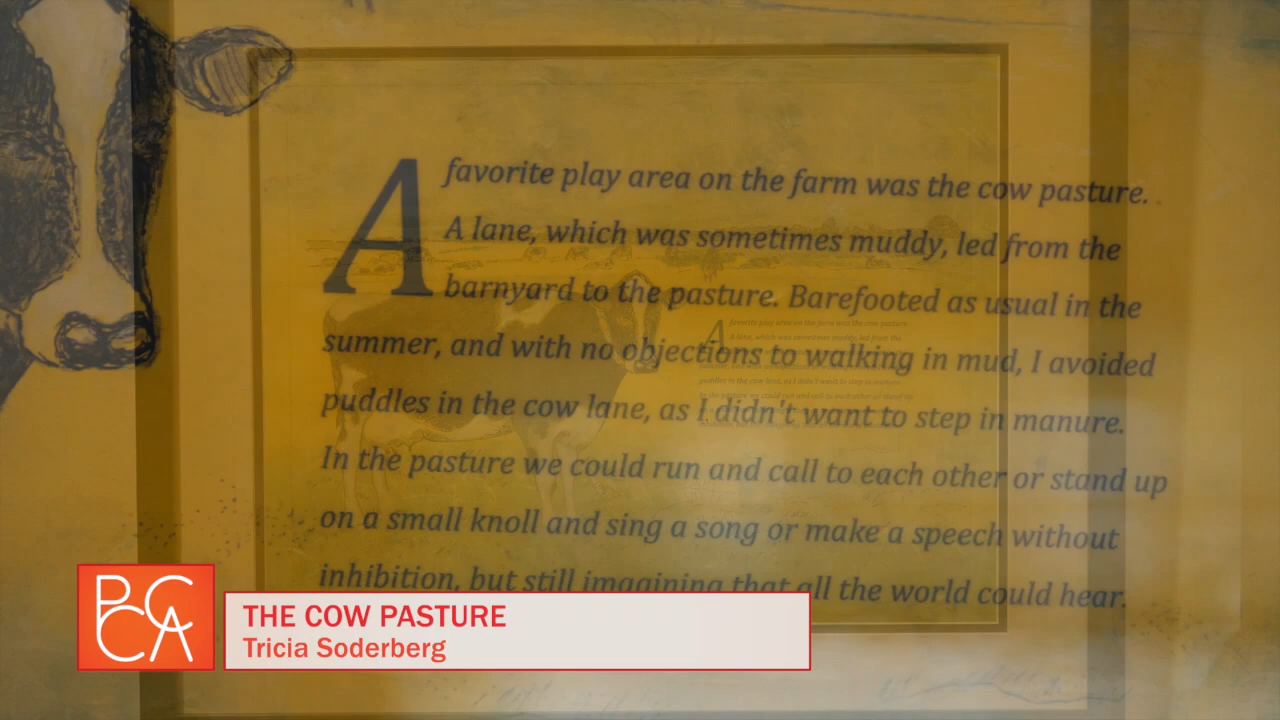 A favorite play area on the farm was the cow pasture.
A lane, which was sometimes muddy, led from the
barnyard to the pasture. Barefooted as usual in the
summer, and with no objections to walking in mud, I avoided
puddles in the cow lane, as I didn't want to step in manure.
In the pasture we could run and call to each other or stand up
on a small knoll and sing a song or make a speech without
inhibition, but still imagining that all the world could hear.
PCCA
THE COW PASTURE
Tricia Soderberg